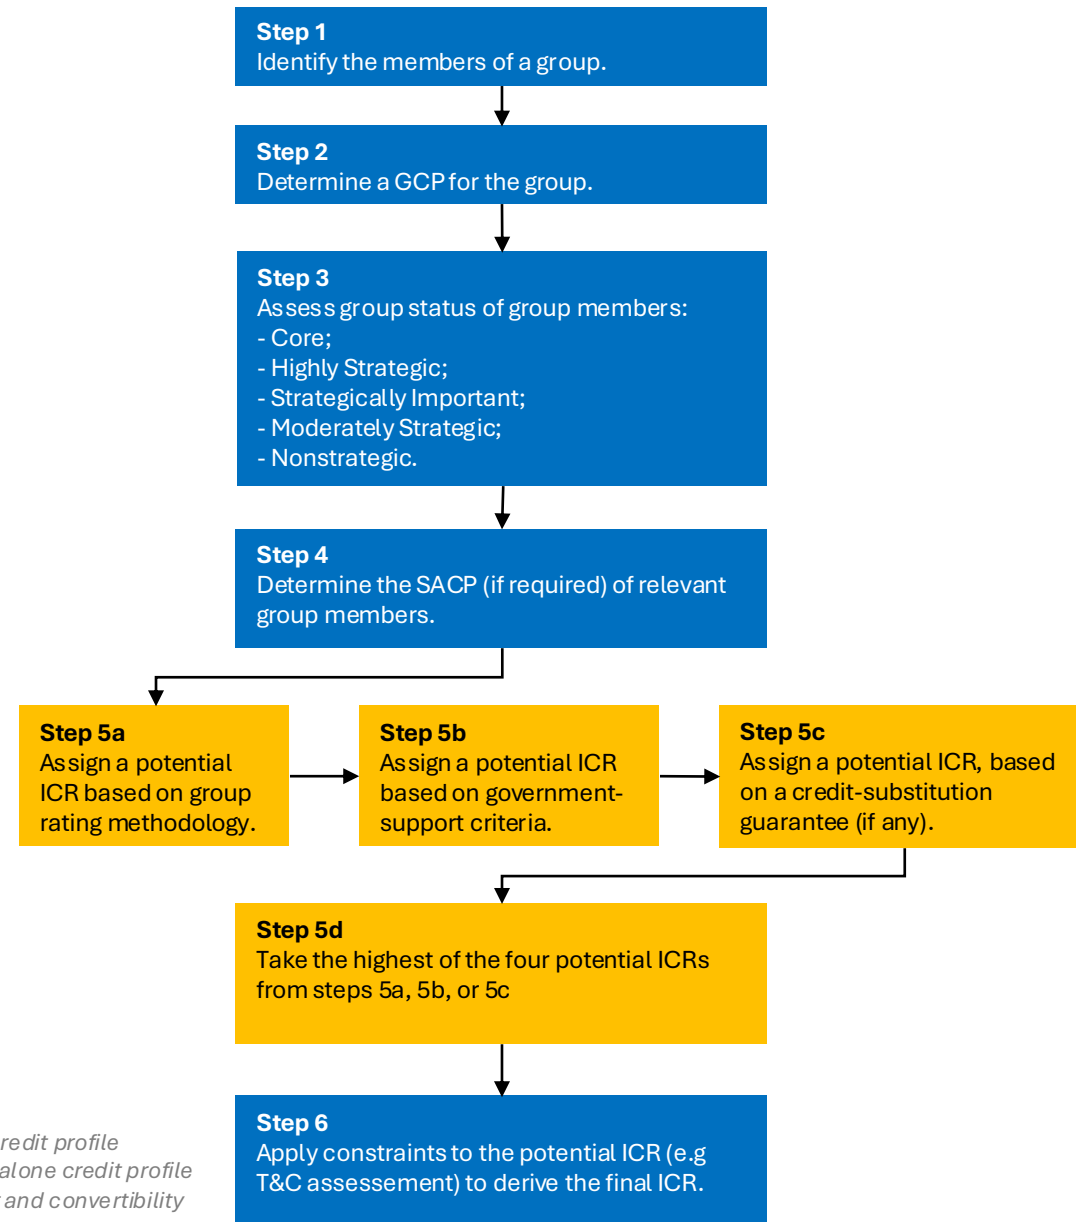 Step 1
Identify the members of a group.
Step 2
Determine a GCP for the group.
Step 3
Assess group status of group members:
- Core;
- Highly Strategic;
- Strategically Important;
- Moderately Strategic;
- Nonstrategic.
Step 4
Determine the SACP (if required) of relevant
group members.
Step 5a
Assign a potential
ICR based on group
rating methodology.
Step 5b
Assign a potential ICR
based on government-
support criteria.
Step 5c
Assign a potential ICR, based
on a credit-substitution
guarantee (if any).
Step 5d
Take the highest of the four potential ICRs
from steps 5a, 5b, or 5c
Step 6
Apply constraints to the potential ICR (e.g
T&C assessement) to derive the final ICR.
credit profile
alone credit profile
and convertibility